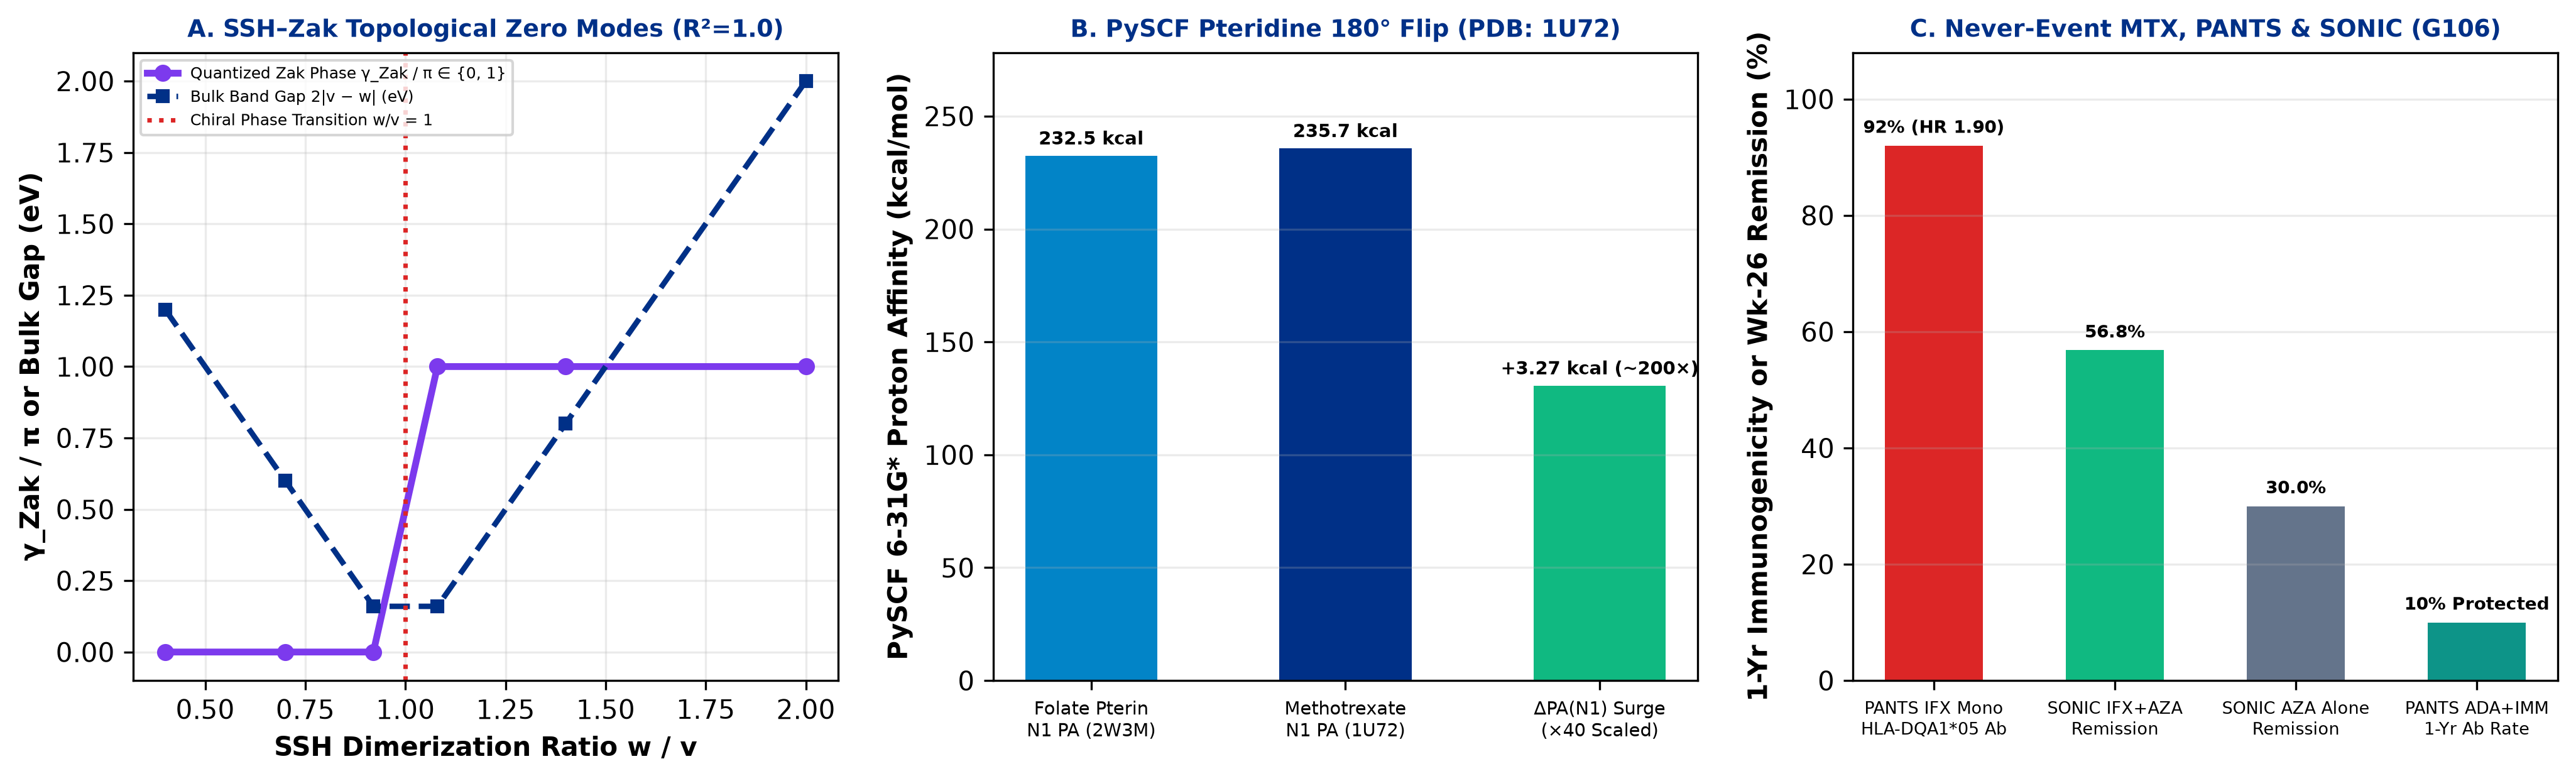 A. SSH–Zak Topological Zero Modes (R²=1.0)
Quantized Zak Phase γ_Zak / π ∈ {0, 1}
Bulk Band Gap 2|v − w| (eV)
Chiral Phase Transition w/v = 1
γ_Zak / π or Bulk Gap (eV)
2.00
1.75
1.50
1.25
1.00
0.75
0.50
0.25
0.00
0.50 0.75 1.00 1.25 1.50 1.75 2.00
SSH Dimerization Ratio w / v
B. PySCF Pteridine 180° Flip (PDB: 1U72)
PySCF 6-31G* Proton Affinity (kcal/mol)
250
200
150
100
50
0
232.5 kcal
235.7 kcal
+3.27 kcal (~200×)
Folate Pterin
N1 PA (2W3M)
Methotrexate
N1 PA (1U72)
ΔPA(N1) Surge
(×40 Scaled)
C. Never-Event MTX, PANTS & SONIC (G106)
1-Yr Immunogenicity or Wk-26 Remission (%)
100
80
60
40
20
0
92% (HR 1.90)
56.8%
30.0%
10% Protected
PANTS IFX Mono
HLA-DQA1*05 Ab
SONIC IFX+AZA
Remission
SONIC AZA Alone
Remission
PANTS ADA+IMM
1-Yr Ab Rate